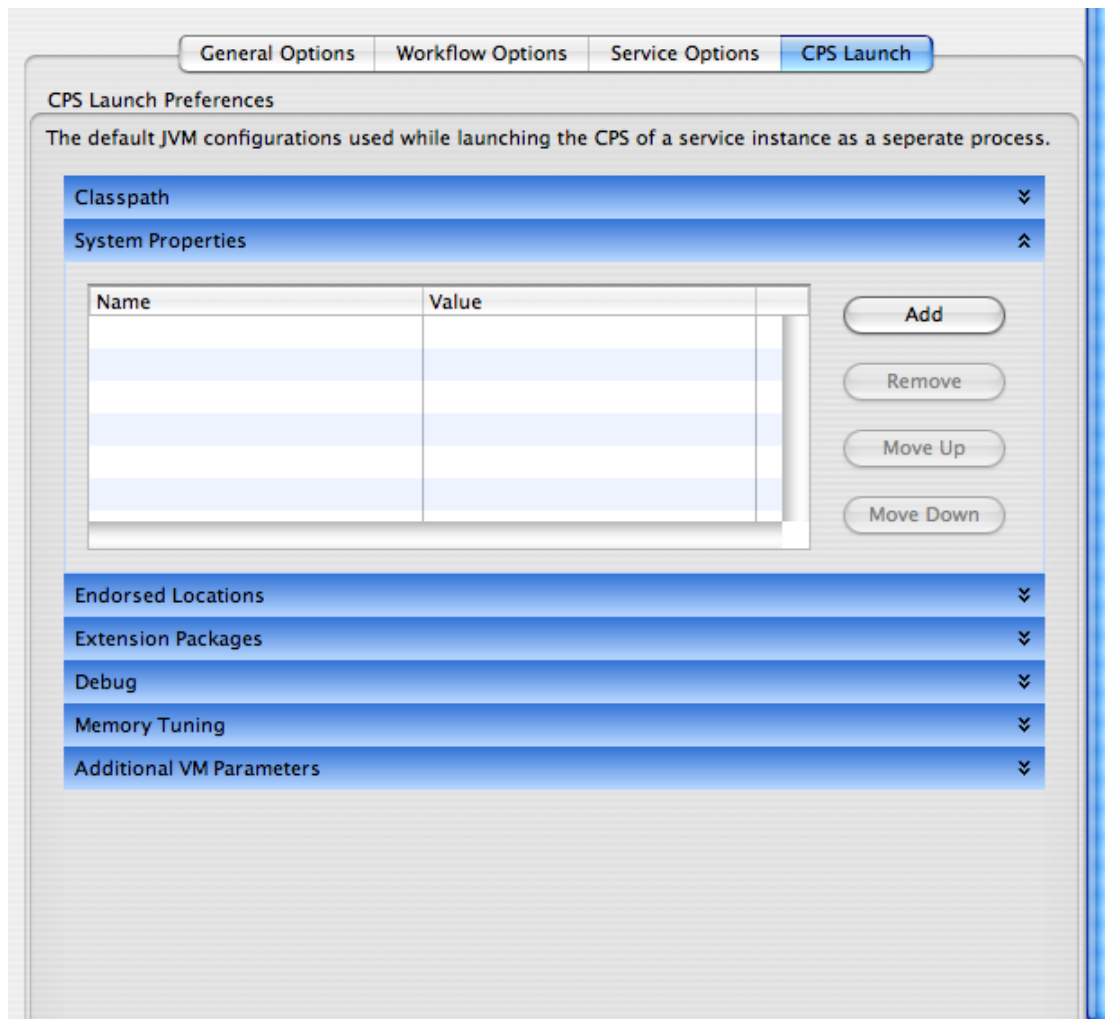 General Options Workflow Options Service Options CPS Launch
CPS Launch Preferences
The default JVM configurations used while launching the CPS of a service instance as a seperate process.
Classpath
System Properties
Name Value
Add
Remove
Move Up
Move Down
Endorsed Locations
Extension Packages
Debug
Memory Tuning
Additional VM Parameters